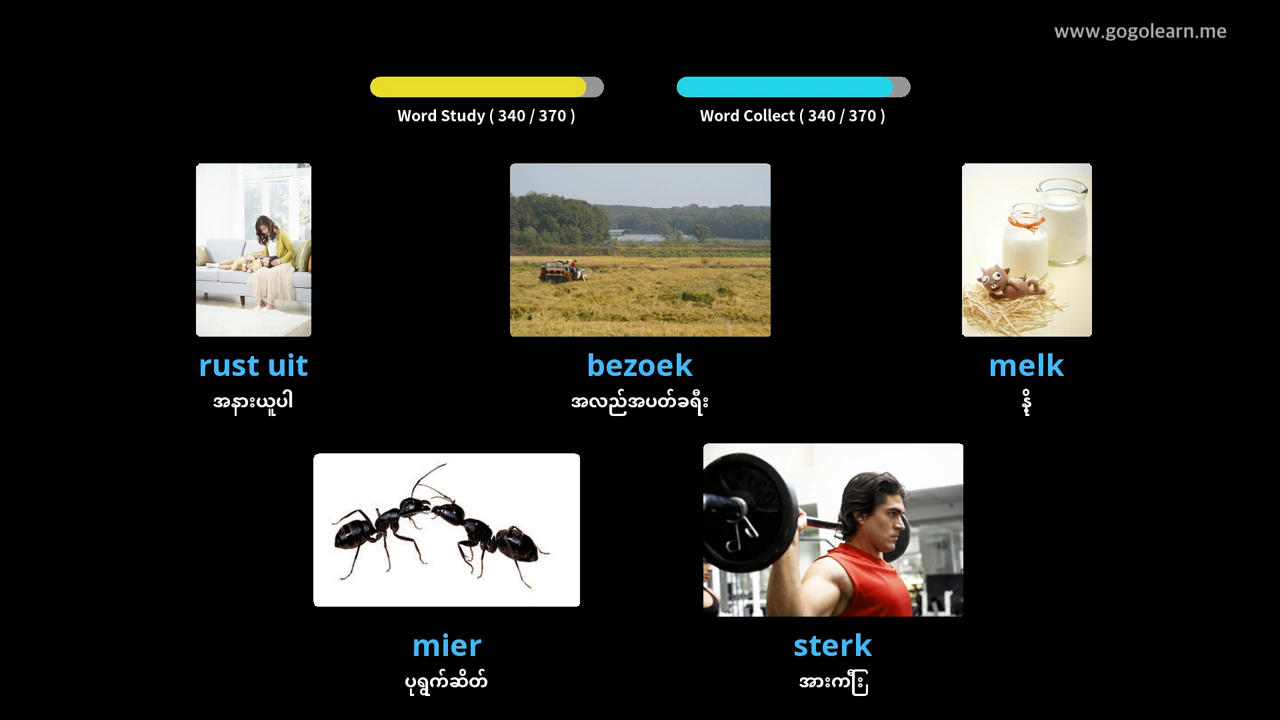 www.gogolearn.me
Word Study ( 340 / 370 )
Word Collect ( 340 / 370 )
rust uit
အနားယူပါ
bezoek
အလည်အပတ်ခရီး
melk
နို့
mier
ပုရွက်ဆိတ်
sterk
အားကြီး